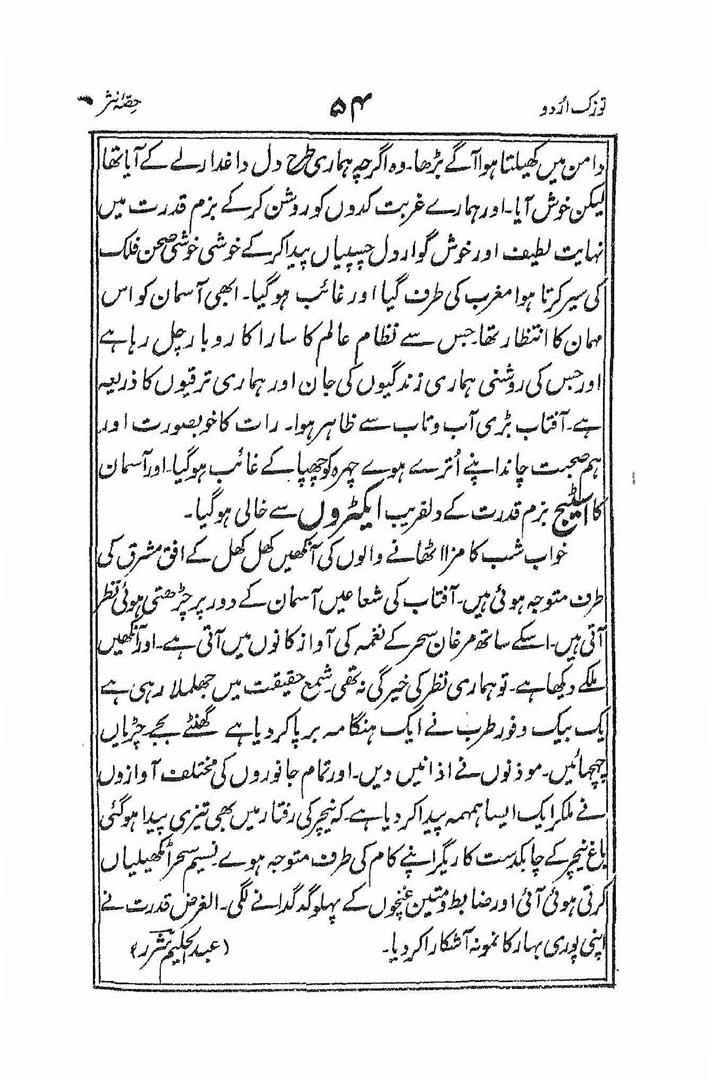 توزک اردو ۵۴ حصۂ نثر
دامن میں کھیلتا ہوا آگے بڑھا۔ وہ اگرچہ ہماری طرح دل داغدار لے کے آیا تھا
لیکن خوش آیا۔ اور ہمارے غربت کدوں کو روشن کر کے بزم قدرت میں
نہایت لطیف اور خوش گوار دل چسپیاں پیدا کر کے خوشی خوشی صحن فلک
کی سیر کرتا ہوا مغرب کی طرف گیا اور غائب ہو گیا۔ ابھی آسمان کو اس
مہمان کا انتظار تھا۔ جس سے نظام عالم کا سارا کاروبار چل رہا ہے
اور جس کی روشنی ہماری زندگیوں کی جان اور ہماری ترقیوں کا ذریعہ
ہے۔ آفتاب بڑی آب و تاب سے ظاہر ہوا۔ رات کا خوبصورت اور
ہم صحبت چاند اپنے اُترے ہوے چہرہ کو چھپا کے غائب ہو گیا۔ اور آسمان
کا اسٹیج بزم قدرت کے دلفریب ایکٹروں سے خالی ہو گیا۔
خواب شب کا مزا اٹھانے والوں کی آنکھیں کھل کھل کے افق مشرق کی
طرف متوجہ ہوئی ہیں۔ آفتاب کی شعاعیں آسمان کے دور پر چڑھتی ہوئی نظر
آتی ہیں۔ اسکے ساتھ مرغان سحر کے نغمہ کی آواز کانوں میں آتی ہے۔ اور آنکھیں
ملکے دیکھا ہے۔ تو ہماری نظر کی خیرگی نہ تھی۔ شمع حقیقت میں جھلملا رہی ہے
یک بیک وفور طرب نے ایک ہنگامہ برپا کر دیا ہے گھنٹے بجے چڑیاں
چہچہائیں۔ موذنوں نے اذانیں دیں۔ اور تمام جانوروں کی مختلف آوازوں
نے ملکر ایک ایسا ہمہمہ پیدا کر دیا ہے۔ کہ نیچر کی رفتار میں بھی تیزی پیدا ہو گئی
باغ نیچر کے چابکدست کاریگر اپنے کام کی طرف متوجہ ہوے۔ نسیم سحر اٹکھیلیاں
کرتی ہوئی آئی اور ضابط و متین غنچوں کے پہلو گدگدانے لگی۔ الغرض قدرت نے
اپنی پوری بہار کا نمونہ آشکارا کر دیا۔ (عبدالحلیم شرر)